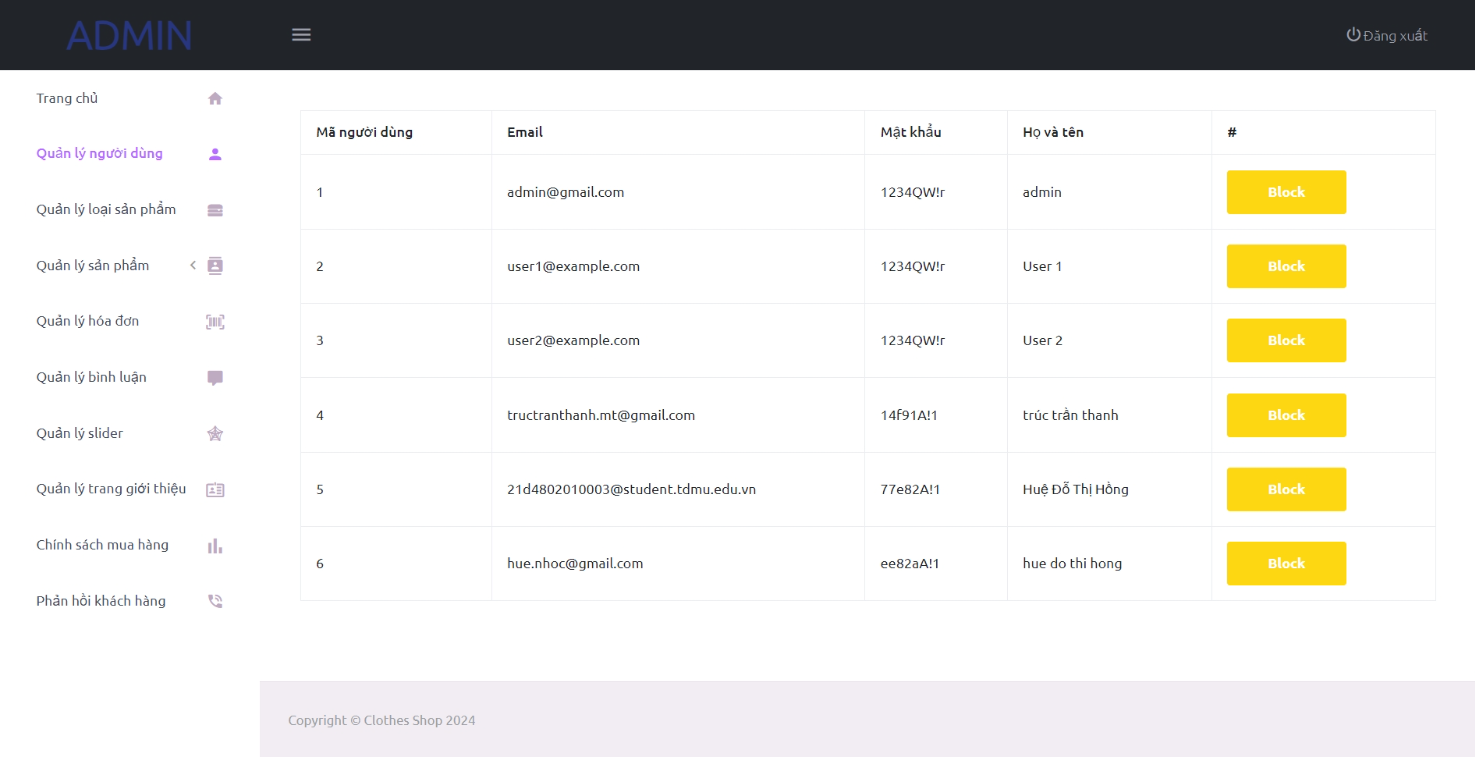 ADMIN
Đăng xuất
Trang chủ
Quản lý người dùng
Quản lý loại sản phẩm
Quản lý sản phẩm
Quản lý hóa đơn
Quản lý bình luận
Quản lý slider
Quản lý trang giới thiệu
Chính sách mua hàng
Phản hồi khách hàng
Mã người dùng Email Mật khẩu Họ và tên #
1 admin@gmail.com 1234QW!r admin Block
2 user1@example.com 1234QW!r User 1 Block
3 user2@example.com 1234QW!r User 2 Block
4 tructranthanh.mt@gmail.com 14f91A!1 trúc trần thanh Block
5 21d4802010003@student.tdmu.edu.vn 77e82A!1 Huệ Đỗ Thị Hồng Block
6 hue.nhoc@gmail.com ee82aA!1 hue do thi hong Block
Copyright © Clothes Shop 2024